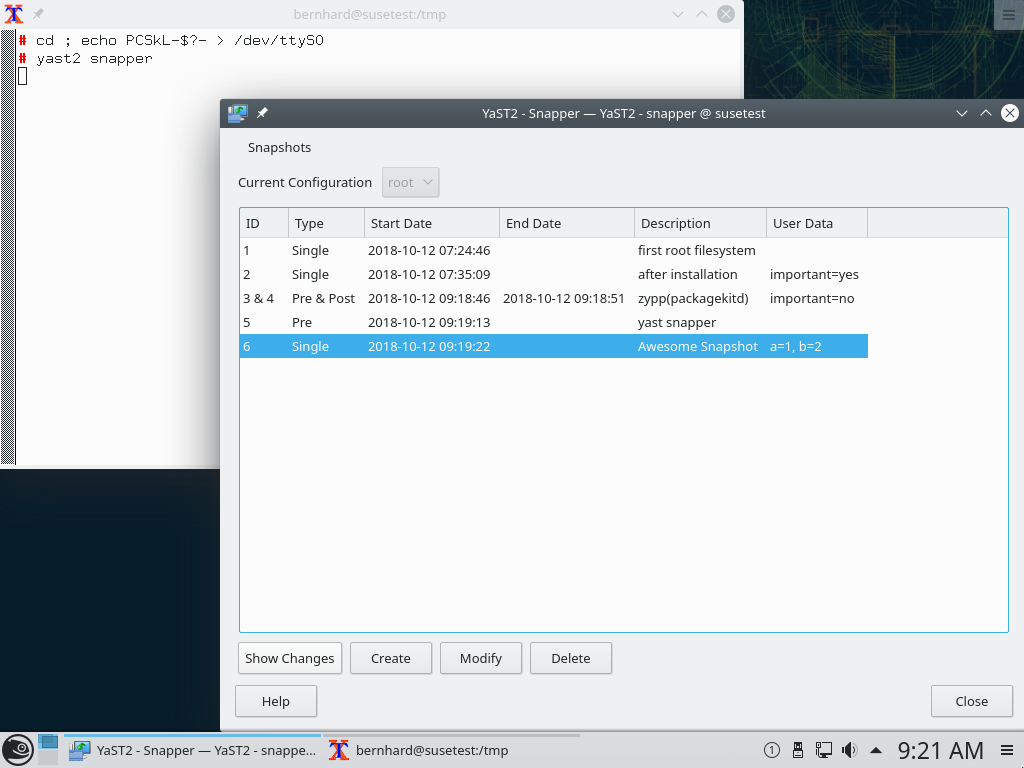 bernhard@susetest:/tmp
# cd ; echo PCSkL-$?- > /dev/ttyS0
# yast2 snapper
YaST2 - Snapper — YaST2 - snapper @ susetest
Snapshots
Current Configuration root
ID Type Start Date End Date Description User Data
1 Single 2018-10-12 07:24:46 first root filesystem
2 Single 2018-10-12 07:35:09 after installation important=yes
3 & 4 Pre & Post 2018-10-12 09:18:46 2018-10-12 09:18:51 zypp(packagekitd) important=no
5 Pre 2018-10-12 09:19:13 yast snapper
6 Single 2018-10-12 09:19:22 Awesome Snapshot a=1, b=2
Show Changes Create Modify Delete
Help Close
YaST2 - Snapper — YaST2 - snappe... bernhard@susetest:/tmp 1 9:21 AM